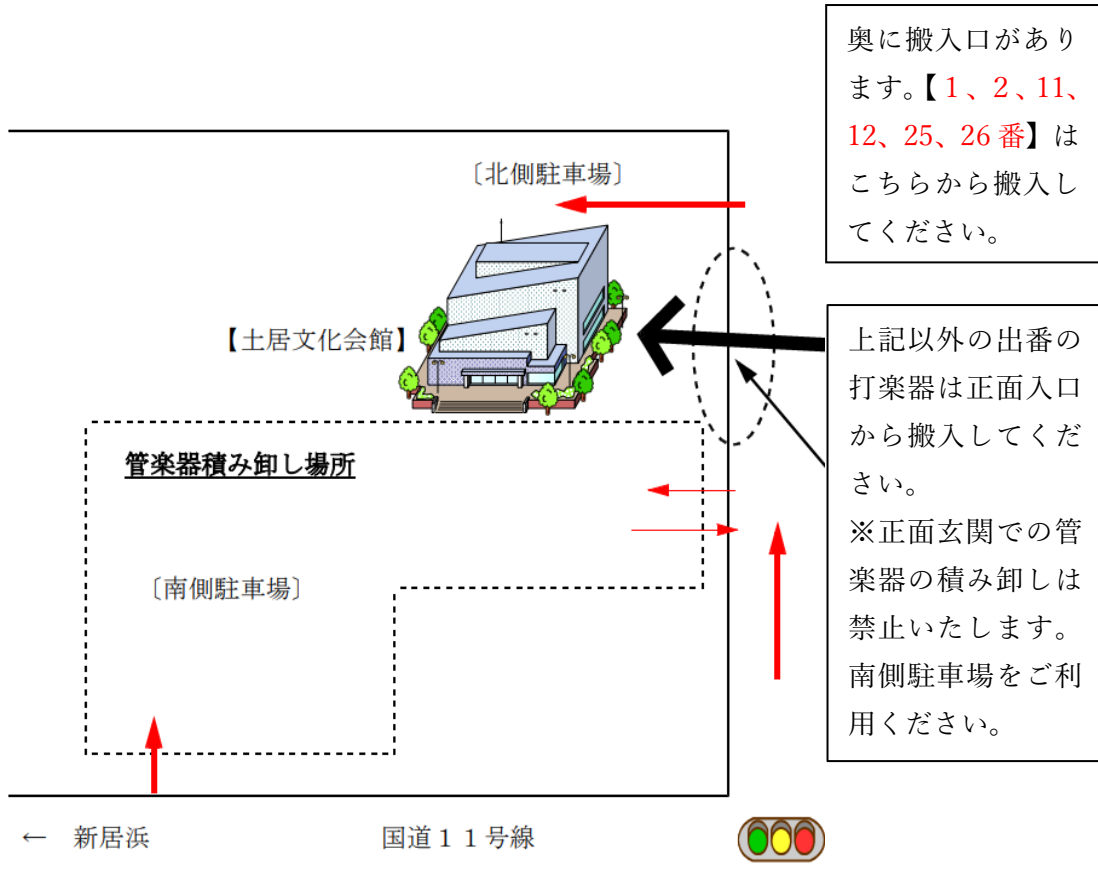 奥に搬入口があり
ます。【１、２、11、
12、25、26 番】は
こちらから搬入し
てください。
〔北側駐車場〕
【土居文化会館】
上記以外の出番の
打楽器は正面入口
から搬入してくだ
さい。
※正面玄関での管
楽器の積み卸しは
禁止いたします。
南側駐車場をご利
用ください。
管楽器積み卸し場所
〔南側駐車場〕
← 新居浜
国道１１号線